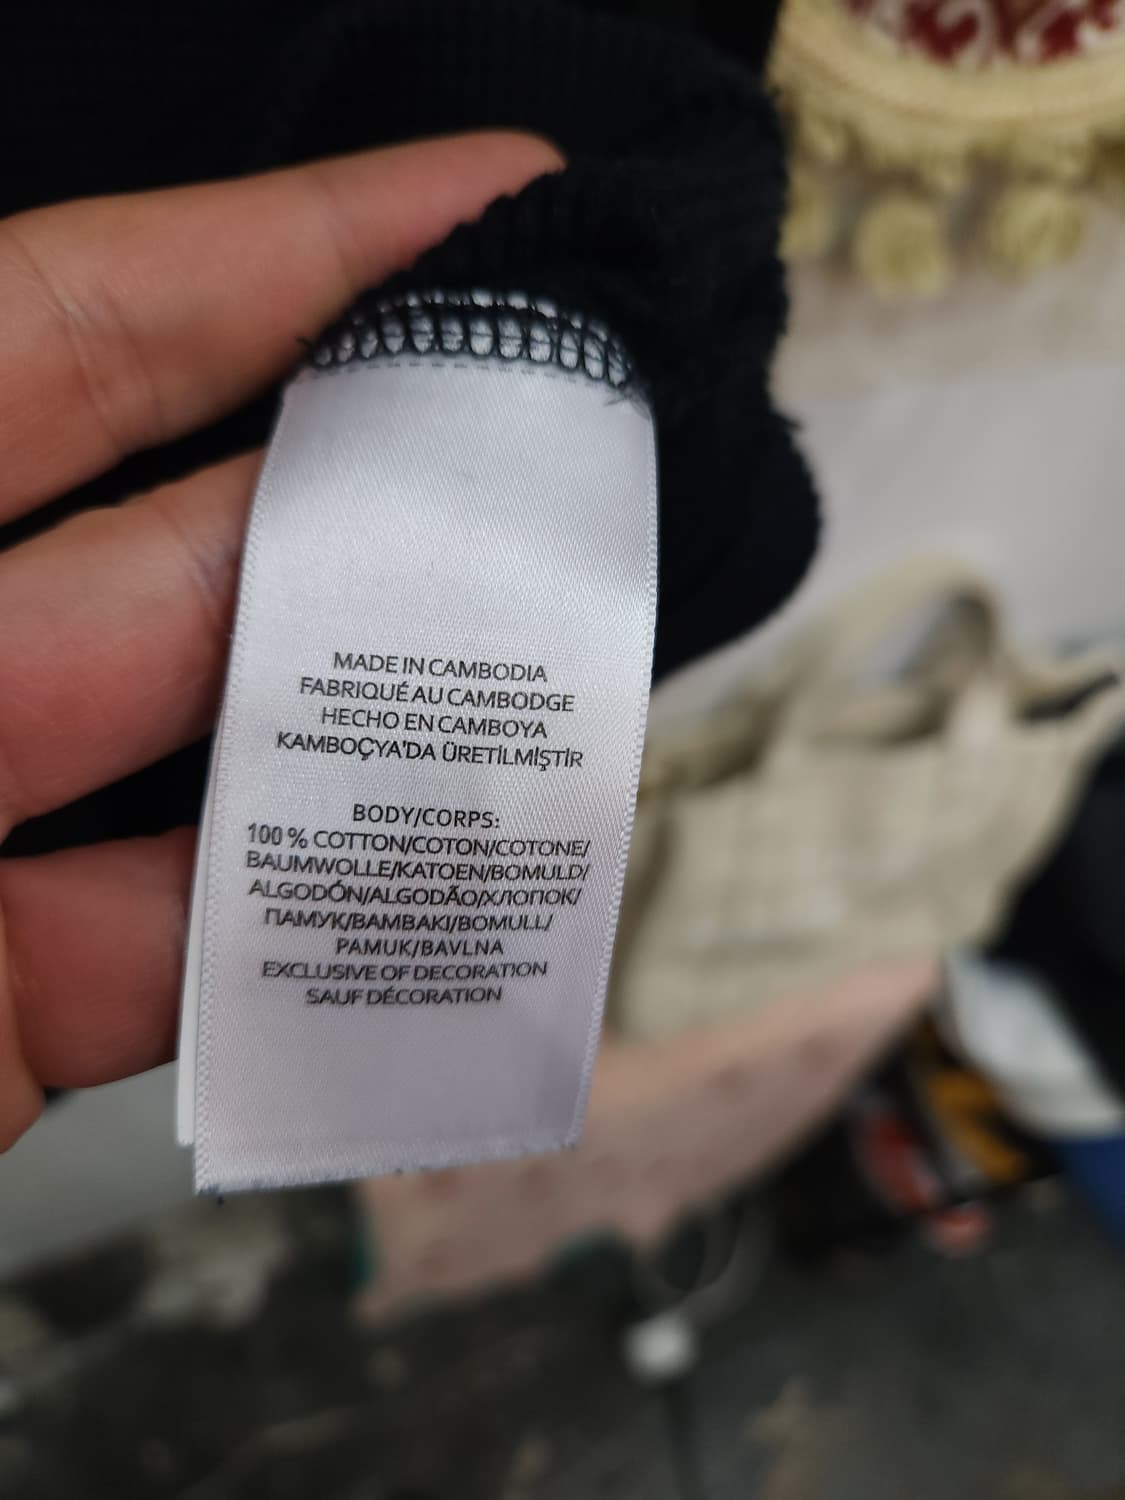 MADE IN CAMBODIA
FABRIQUÉ AU CAMBODGE
HECHO EN CAMBOYA
KAMBOÇYA'DA ÜRETİLMİŞTİR
BODY/CORPS:
100 % COTTON/COTON/COTONE/
BAUMWOLLE/KATOEN/BOMULD/
ALGODÓN/ALGODÃO/ХЛОПОК/
ПАМУК/BAMBAKI/BOMULL/
PAMUK/BAVLNA
EXCLUSIVE OF DECORATION
SAUF DÉCORATION